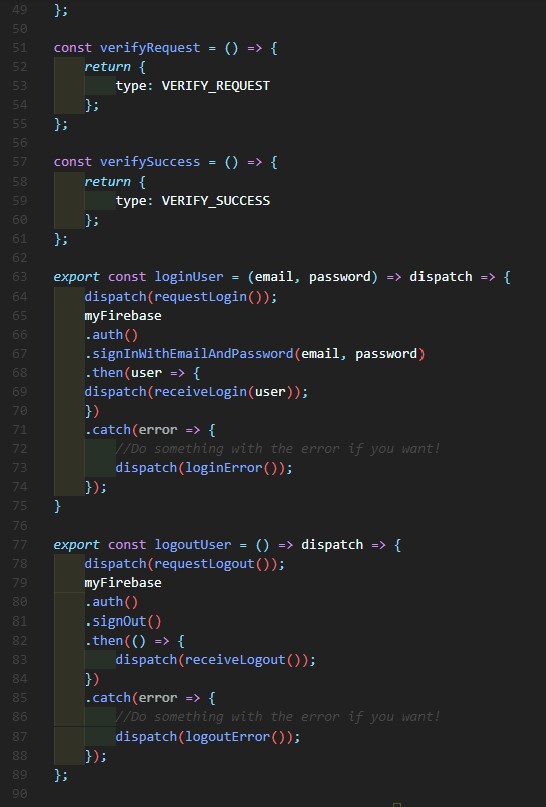 49 };
50
51 const verifyRequest = () => {
52     return {
53         type: VERIFY_REQUEST
54     };
55 };
56
57 const verifySuccess = () => {
58     return {
59         type: VERIFY_SUCCESS
60     };
61 };
62
63 export const loginUser = (email, password) => dispatch => {
64     dispatch(requestLogin());
65     myFirebase
66     .auth()
67     .signInWithEmailAndPassword(email, password)
68     .then(user => {
69     dispatch(receiveLogin(user));
70     })
71     .catch(error => {
72         //Do something with the error if you want!
73         dispatch(loginError());
74     });
75 }
76
77 export const logoutUser = () => dispatch => {
78     dispatch(requestLogout());
79     myFirebase
80     .auth()
81     .signOut()
82     .then(() => {
83         dispatch(receiveLogout());
84     })
85     .catch(error => {
86         //Do something with the error if you want!
87         dispatch(logoutError());
88     });
89 };
90